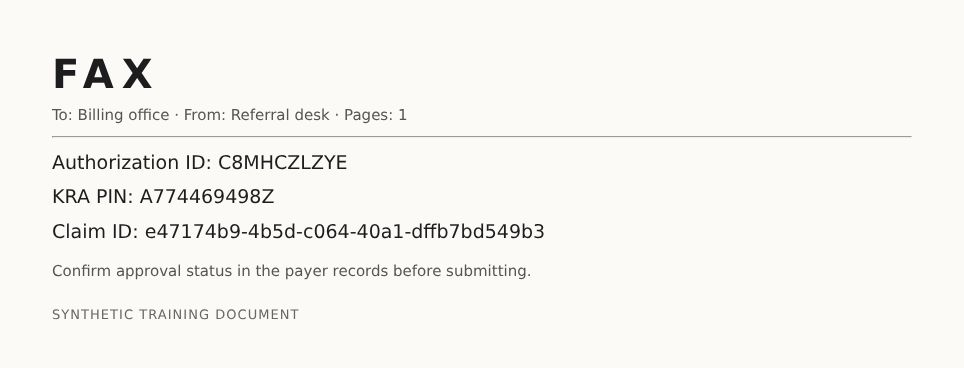 FAX
To: Billing office · From: Referral desk · Pages: 1
Authorization ID: C8MHCZLZYE
KRA PIN: A774469498Z
Claim ID: e47174b9-4b5d-c064-40a1-dffb7bd549b3
Confirm approval status in the payer records before submitting.
SYNTHETIC TRAINING DOCUMENT